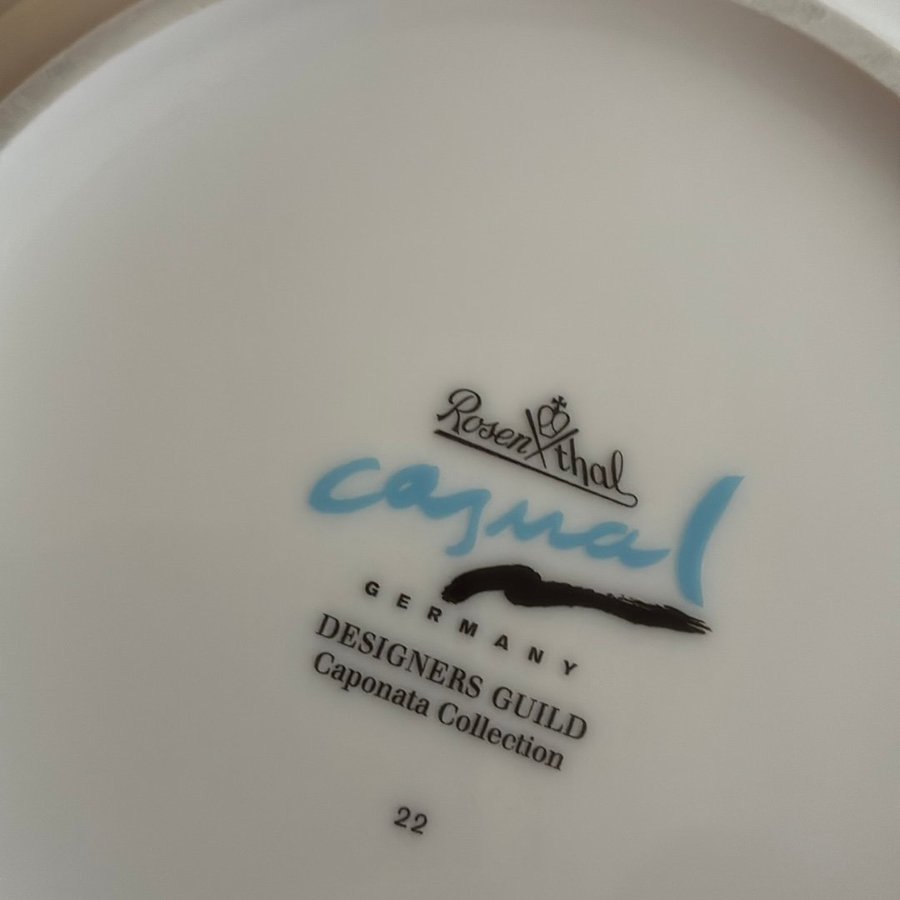 Rosenthal
casual
GERMANY
DESIGNERS GUILD
Caponata Collection
22